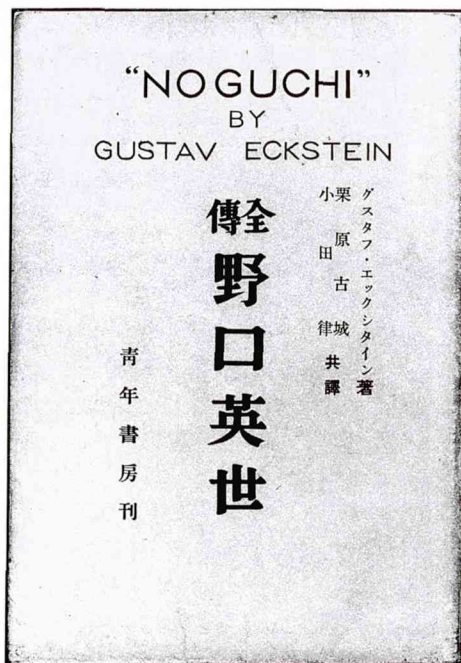 “NOGUCHI”
BY
GUSTAV ECKSTEIN
グスタフ・エックシタイン著
栗原古城
小田律
共譯
全傳
野口英世
靑年書房刊